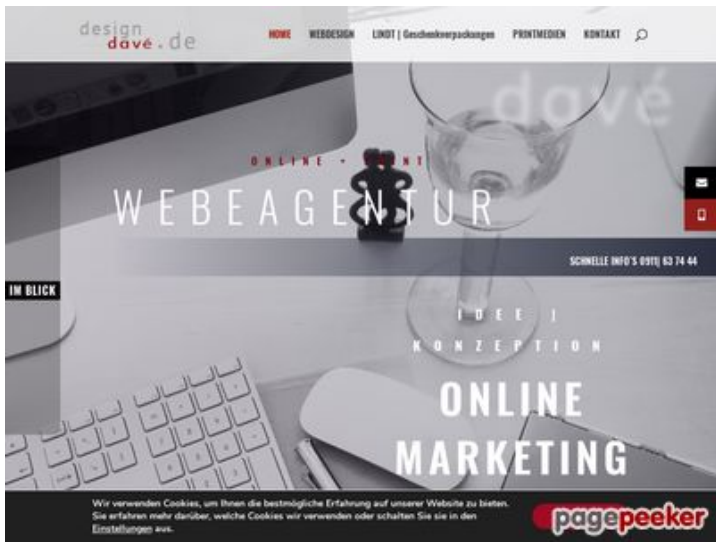 design
davé.de
HOME WEBDESIGN LINDT | Geschenkverpackungen PRINTMEDIEN KONTAKT
davé
ONLINE + PRINT
WEBEAGENTUR
SCHNELLE INFO'S 0911| 63 74 44
IM BLICK
IDEE |
KONZEPTION
ONLINE
MARKETING
Wir verwenden Cookies, um Ihnen die bestmögliche Erfahrung auf unserer Website zu bieten.
Sie erfahren mehr darüber, welche Cookies wir verwenden oder schalten Sie sie in den
Einstellungen aus.
pagepeeker